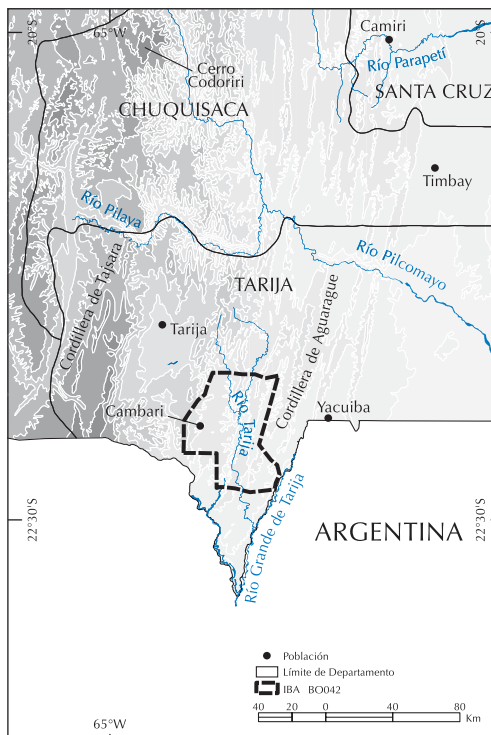 20°S
65°W
20°S
Camiri
Cerro
Codoriri
Río Parapetí
CHUQUISACA
SANTA CRUZ
Timbay
Río Pilaya
Río Pilcomayo
Cordillera de Tajsara
TARIJA
Tarija
Cordillera de Aguarague
Cambari
Río Tarija
Yacuiba
22°30'S
22°30'S
ARGENTINA
Río Grande de Tarija
Población
Límite de Departamento
IBA BO042
40 20 0 40 80
Km
65°W